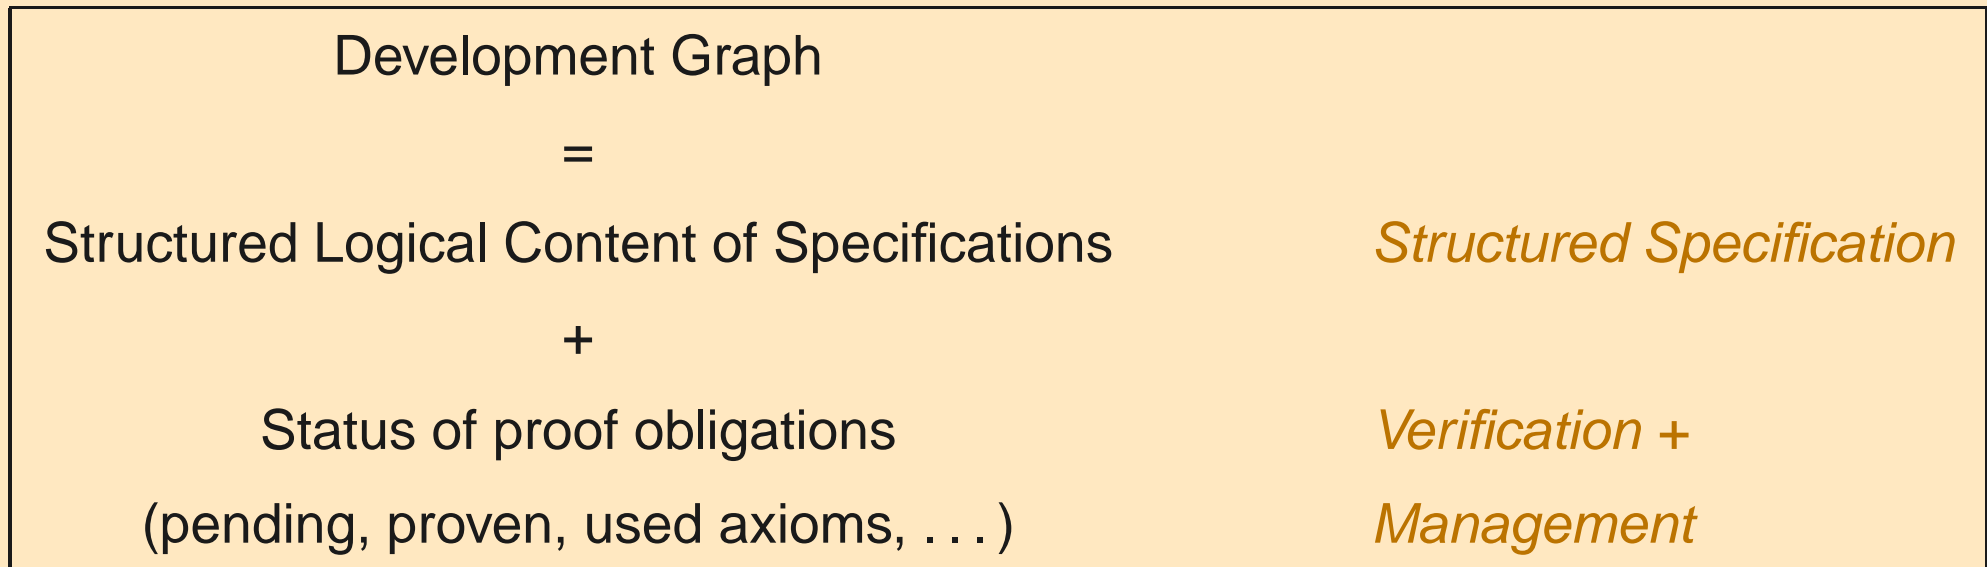 Development Graph
=
Structured Logical Content of Specifications Structured Specification
+
Status of proof obligations Verification +
(pending, proven, used axioms, . . . ) Management